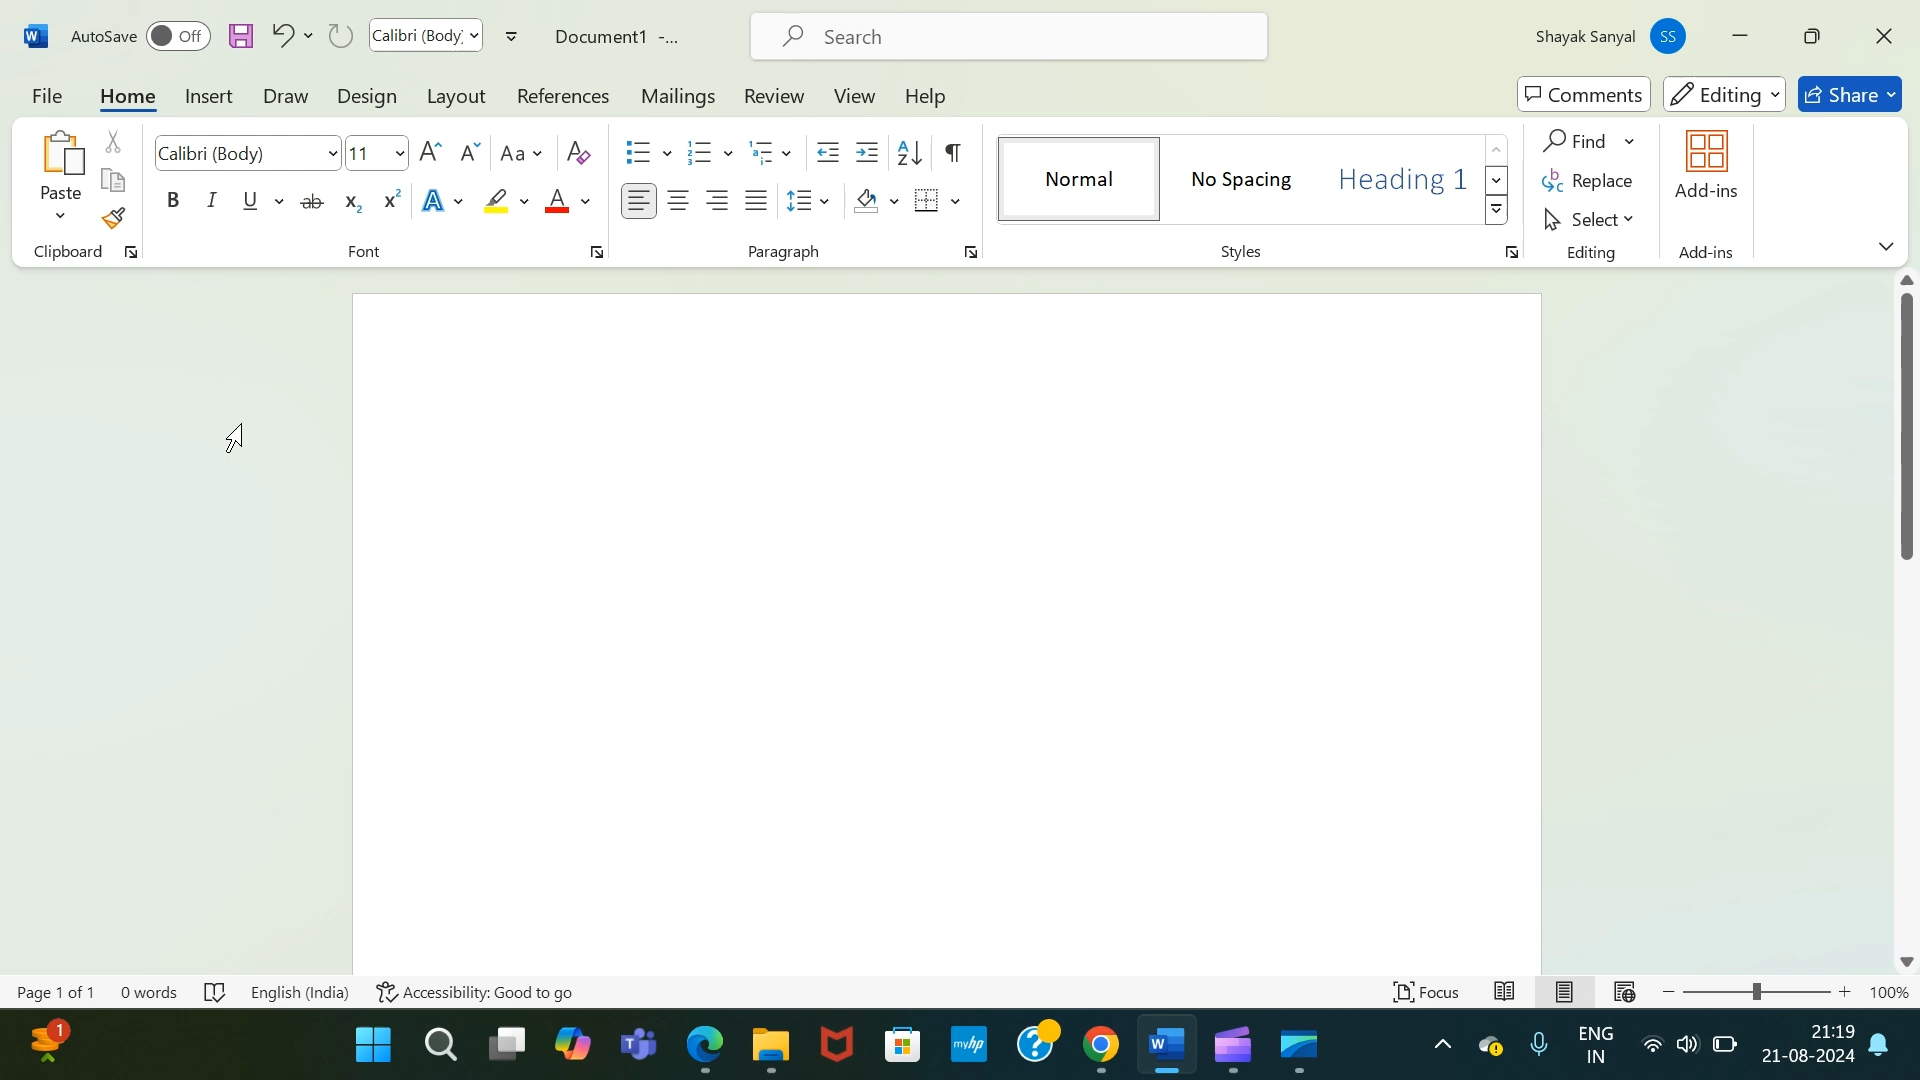 AutoSave Off Calibri (Body) Document1 -... Search Shayak Sanyal SS
File Home Insert Draw Design Layout References Mailings Review View Help Comments Editing Share
Paste
Clipboard
Calibri (Body) 11
Font
Paragraph
Normal No Spacing Heading 1
Styles
Find
Replace
Select
Editing
Add-ins
Add-ins
Page 1 of 1 0 words English (India) Accessibility: Good to go Focus 100%
1 myhp ENG
IN
21:19
21-08-2024